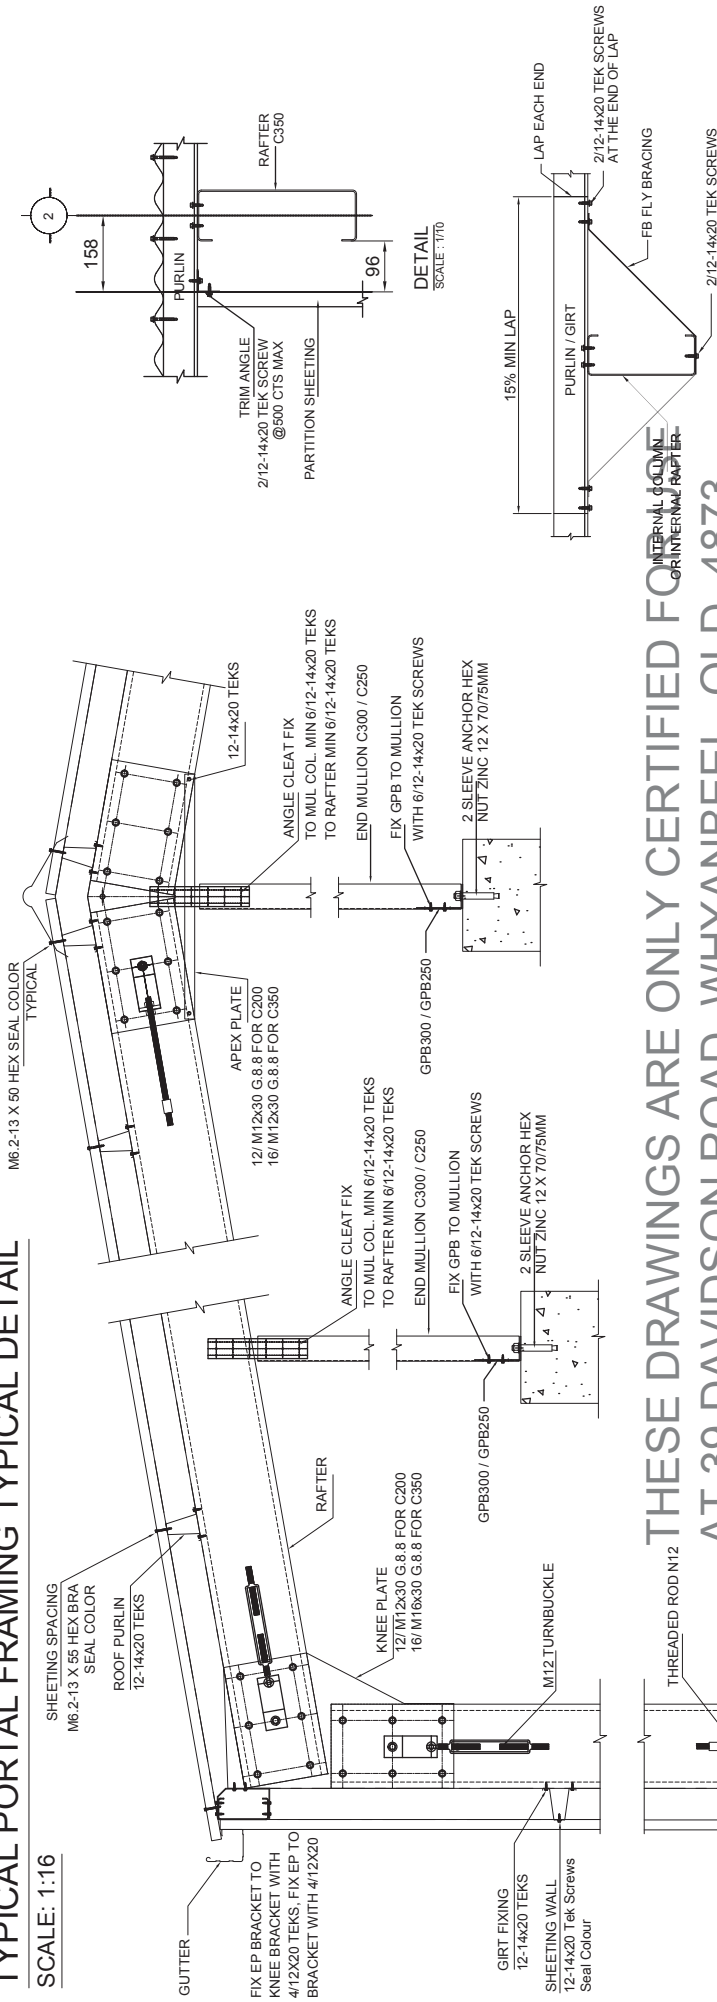 TYPICAL PORTAL FRAMING TYPICAL DETAIL
SCALE: 1:16
GUTTER
FIX EP BRACKET TO
KNEE BRACKET WITH
4/12X20 TEKS, FIX EP TO
BRACKET WITH 4/12X20
SHEETING SPACING
M6.2-13 X 55 HEX BRA
SEAL COLOR
ROOF PURLIN
12-14x20 TEKS
RAFTER
KNEE PLATE
12/ M12x30 G.8.8 FOR C200
16/ M16x30 G.8.8 FOR C350
M12 TURNBUCKLE
GIRT FIXING
12-14x20 TEKS
SHEETING WALL
12-14x20 Tek Screws
Seal Colour
THREADED ROD N12
ANGLE CLEAT FIX
TO MUL COL. MIN 6/12-14x20 TEKS
TO RAFTER MIN 6/12-14x20 TEKS
END MULLION C300 / C250
FIX GPB TO MULLION
WITH 6/12-14x20 TEK SCREWS
GPB300 / GPB250
2 SLEEVE ANCHOR HEX
NUT ZINC 12 X 70/75MM
M6.2-13 X 50 HEX SEAL COLOR
TYPICAL
APEX PLATE
12/ M12x30 G.8.8 FOR C200
16/ M12x30 G.8.8 FOR C350
12-14x20 TEKS
ANGLE CLEAT FIX
TO MUL COL. MIN 6/12-14x20 TEKS
TO RAFTER MIN 6/12-14x20 TEKS
END MULLION C300 / C250
FIX GPB TO MULLION
WITH 6/12-14x20 TEK SCREWS
GPB300 / GPB250
2 SLEEVE ANCHOR HEX
NUT ZINC 12 X 70/75MM
2
158
PURLIN
RAFTER
C350
96
TRIM ANGLE
2/12-14x20 TEK SCREW
@500 CTS MAX
PARTITION SHEETING
DETAIL
SCALE : 1/10
15% MIN LAP
LAP EACH END
2/12-14x20 TEK SCREWS
AT THE END OF LAP
PURLIN / GIRT
FB FLY BRACING
INTERNAL COLUMN
OR INTERNAL RAFTER
2/12-14x20 TEK SCREWS
THESE DRAWINGS ARE ONLY CERTIFIED FOR USE
AT 39 DAVIDSON ROAD, WHYANBEEL, QLD, 4873